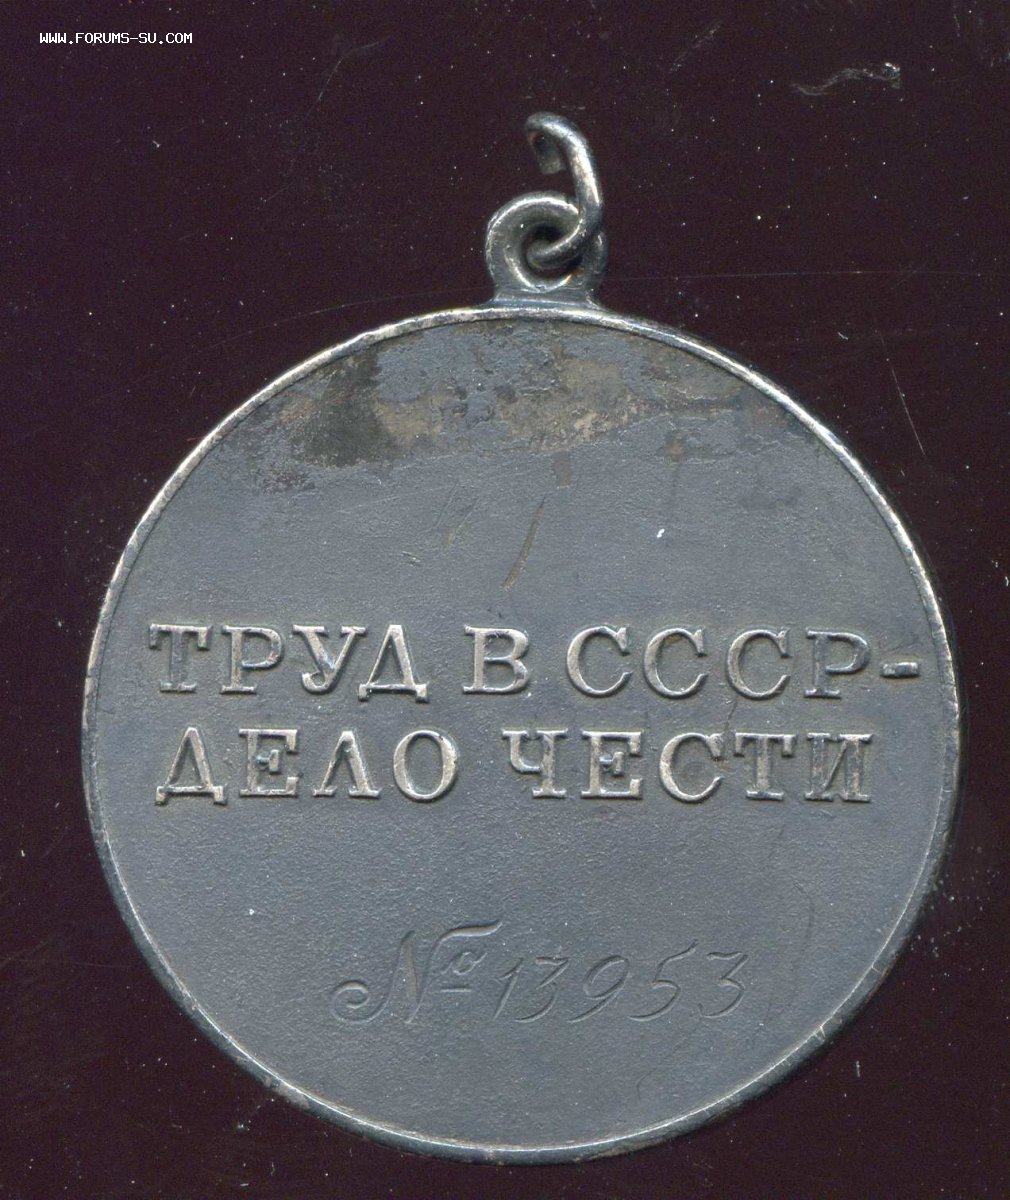 WWW.FORUMS-SU.COM
ТРУД В СССР-
ДЕЛО ЧЕСТИ
№ 13953